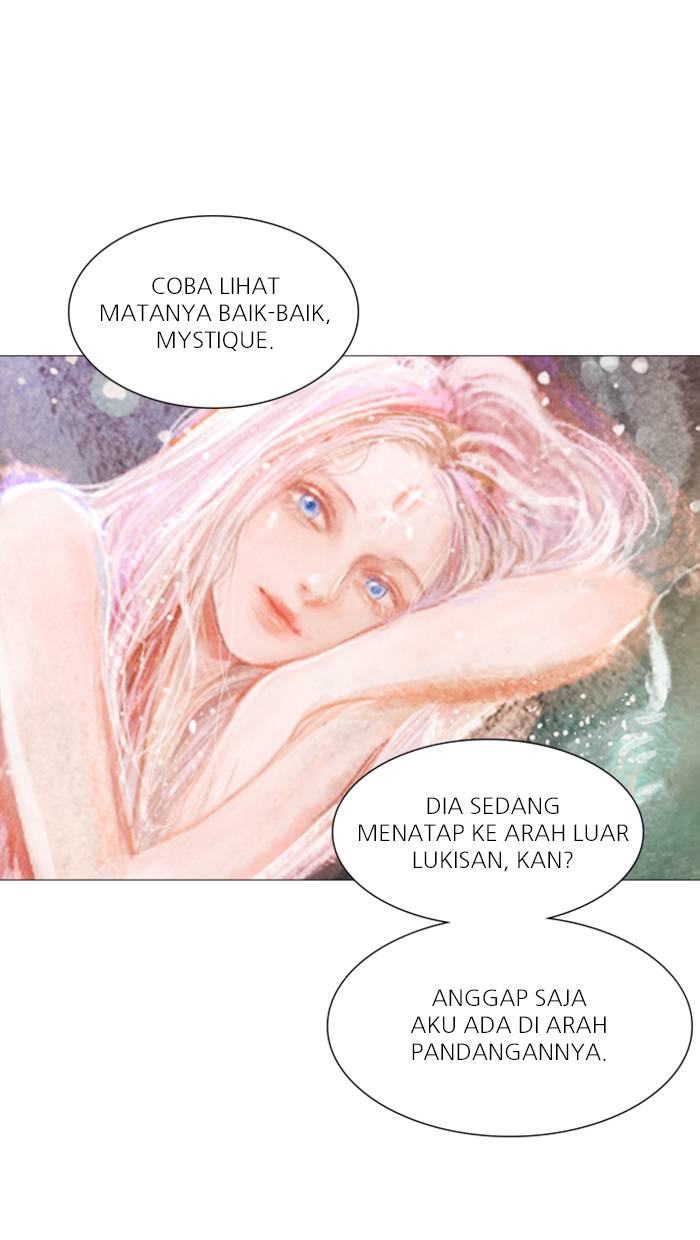 COBA LIHAT
MATANYA BAIK-BAIK,
MYSTIQUE.
DIA SEDANG
MENATAP KE ARAH LUAR
LUKISAN, KAN?
ANGGAP SAJA
AKU ADA DI ARAH
PANDANGANNYA.